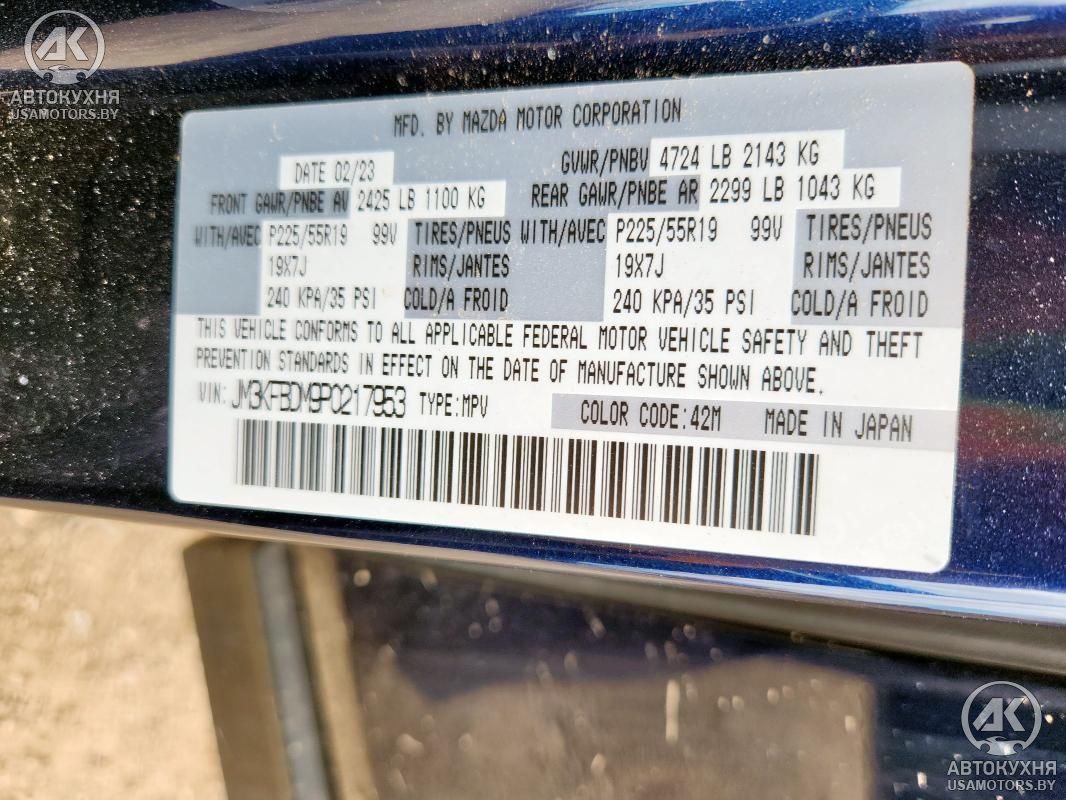 AK
АВТОКУХНЯ
USAMOTORS.BY
MFD. BY MAZDA MOTOR CORPORATION
DATE 02/23 GVWR/PNBV 4724 LB 2143 KG
FRONT GAWR/PNBE AV 2425 LB 1100 KG REAR GAWR/PNBE AR 2299 LB 1043 KG
WITH/AVEC P225/55R19 99V TIRES/PNEUS WITH/AVEC P225/55R19 99V TIRES/PNEUS
19X7J RIMS/JANTES 19X7J RIMS/JANTES
240 KPA/35 PSI COLD/A FROID 240 KPA/35 PSI COLD/A FROID
THIS VEHICLE CONFORMS TO ALL APPLICABLE FEDERAL MOTOR VEHICLE SAFETY AND THEFT
PREVENTION STANDARDS IN EFFECT ON THE DATE OF MANUFACTURE SHOWN ABOVE.
VIN: JM3KFBDM9P0217953 TYPE:MPV COLOR CODE:42M MADE IN JAPAN
AK
АВТОКУХНЯ
USAMOTORS.BY